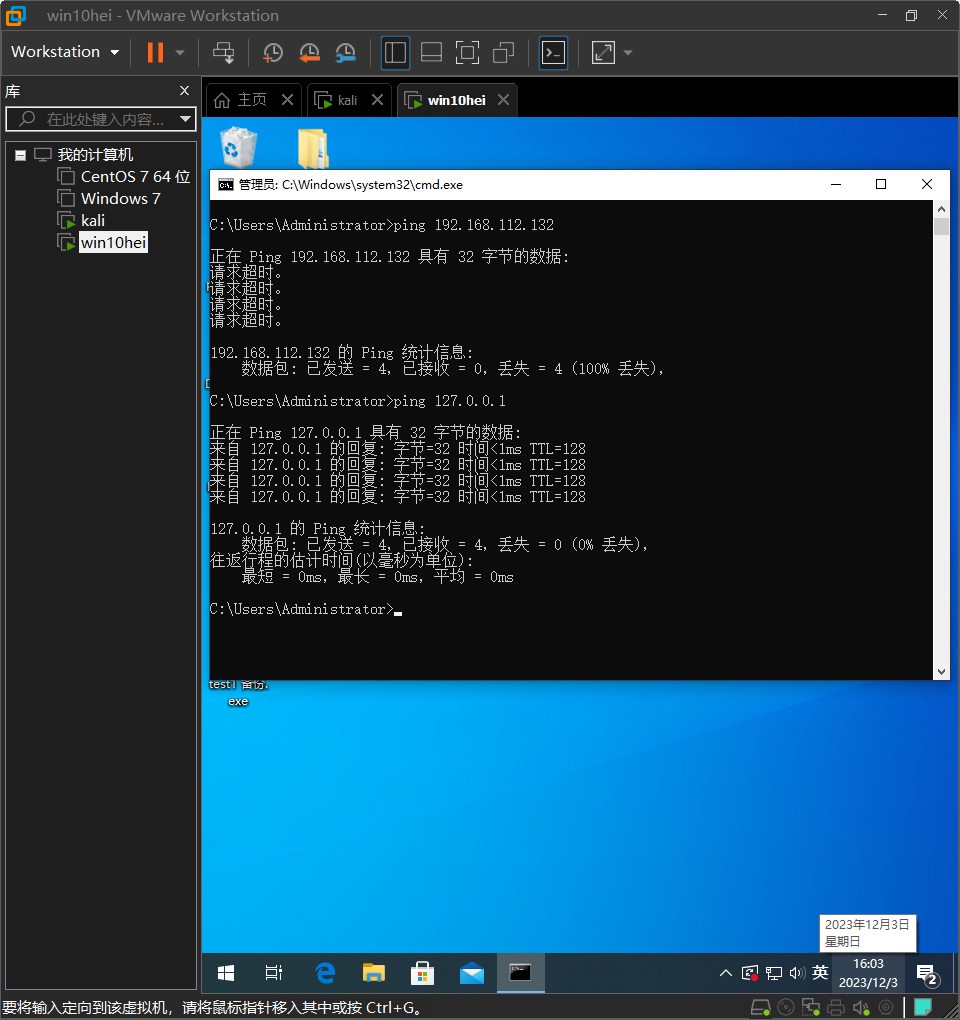 win10hei - VMware Workstation
Workstation
库
主页
kali
win10hei
在此处键入内容...
我的计算机
CentOS 7 64 位
Windows 7
kali
win10hei
管理员: C:\Windows\system32\cmd.exe
C:\Users\Administrator>ping 192.168.112.132
正在 Ping 192.168.112.132 具有 32 字节的数据:
请求超时。
请求超时。
请求超时。
请求超时。
192.168.112.132 的 Ping 统计信息:
数据包: 已发送 = 4，已接收 = 0，丢失 = 4 (100% 丢失)，
C:\Users\Administrator>ping 127.0.0.1
正在 Ping 127.0.0.1 具有 32 字节的数据:
来自 127.0.0.1 的回复: 字节=32 时间<1ms TTL=128
来自 127.0.0.1 的回复: 字节=32 时间<1ms TTL=128
来自 127.0.0.1 的回复: 字节=32 时间<1ms TTL=128
来自 127.0.0.1 的回复: 字节=32 时间<1ms TTL=128
127.0.0.1 的 Ping 统计信息:
数据包: 已发送 = 4，已接收 = 4，丢失 = 0 (0% 丢失)，
往返行程的估计时间(以毫秒为单位):
最短 = 0ms，最长 = 0ms，平均 = 0ms
C:\Users\Administrator>
test1 备份.
exe
2023年12月3日
星期日
英
16:03
2023/12/3
2
要将输入定向到该虚拟机，请将鼠标指针移入其中或按 Ctrl+G。